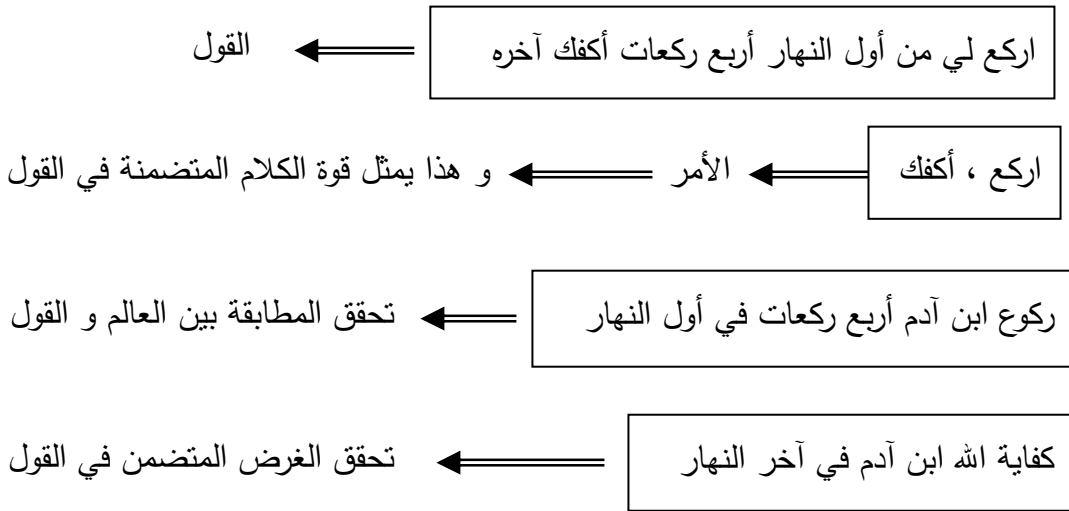 اركع لي من أول النهار أربع ركعات أكفك آخره القول
اركع ، أكفك الأمر و هذا يمثل قوة الكلام المتضمنة في القول
ركوع ابن آدم أربع ركعات في أول النهار تحقق المطابقة بين العالم و القول
كفاية الله ابن آدم في آخر النهار تحقق الغرض المتضمن في القول